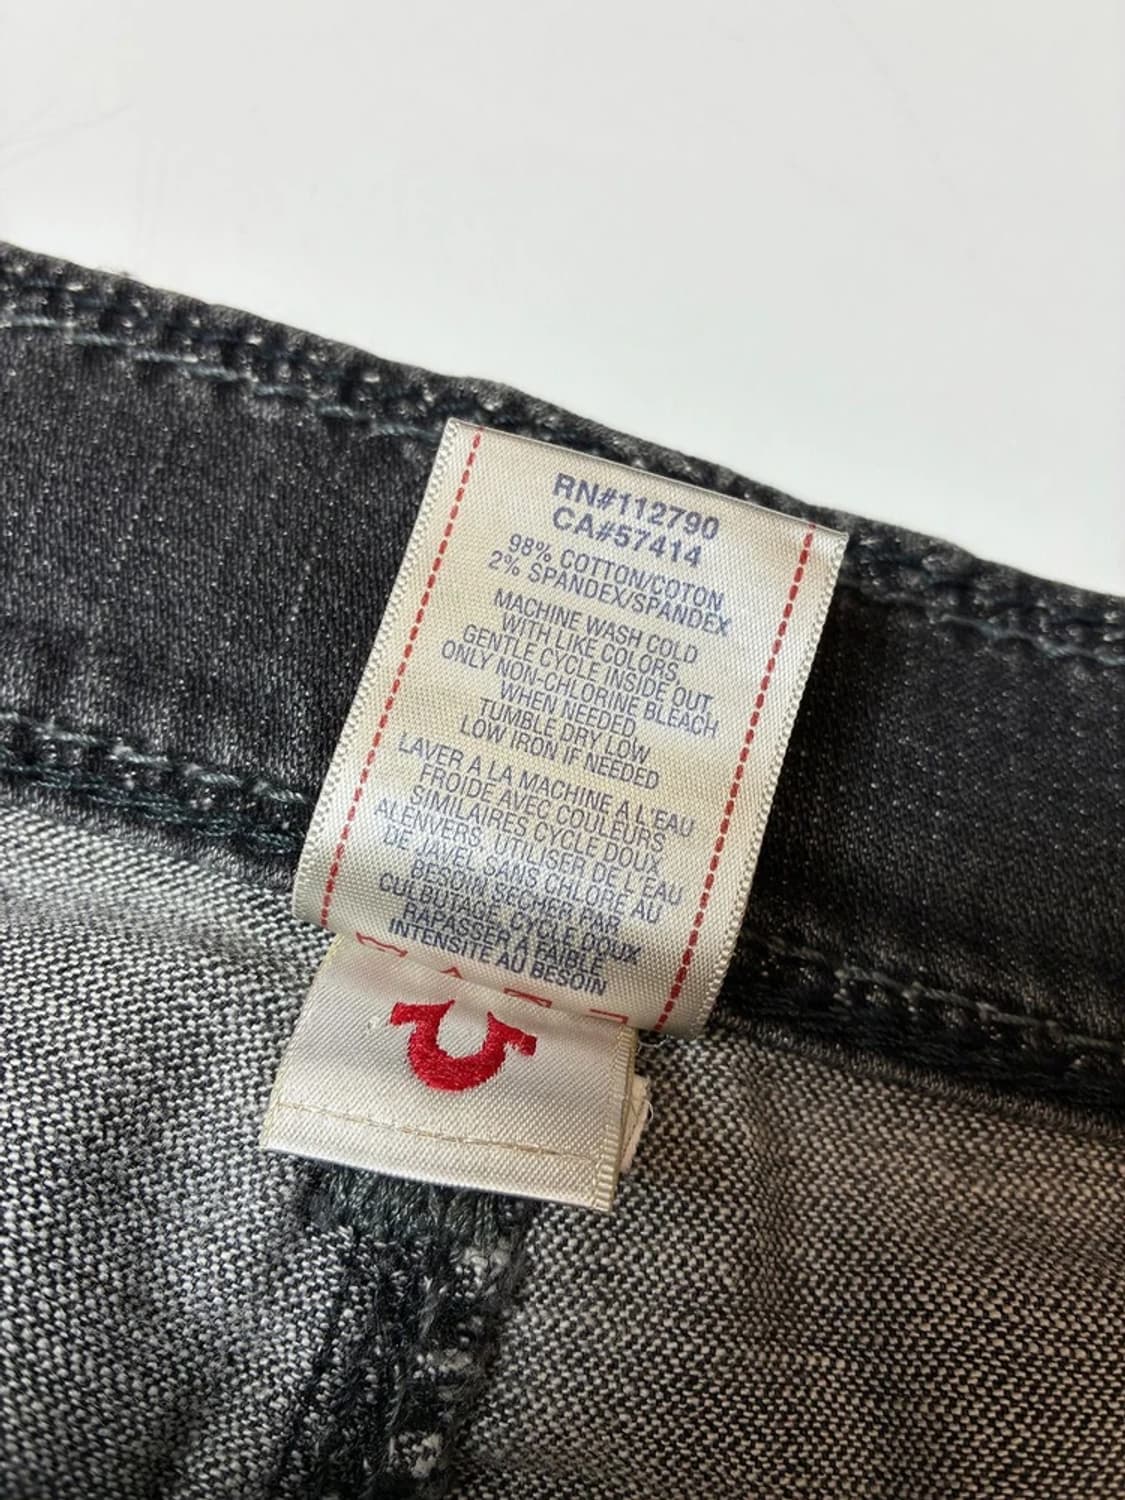 RN#112790
CA#57414
98% COTTON/COTON
2% SPANDEX/SPANDEX
MACHINE WASH COLD
WITH LIKE COLORS,
GENTLE CYCLE INSIDE OUT,
ONLY NON-CHLORINE BLEACH
WHEN NEEDED,
TUMBLE DRY LOW
LOW IRON IF NEEDED
LAVER A LA MACHINE A L'EAU
FROIDE AVEC COULEURS
SIMILAIRES CYCLE DOUX
ALENVERS, UTILISER DE L'EAU
DE JAVEL SANS CHLORE AU
BESOIN SECHER PAR
CULBUTAGE, CYCLE DOUX
RAPASSER A FAIBLE
INTENSITE AU BESOIN